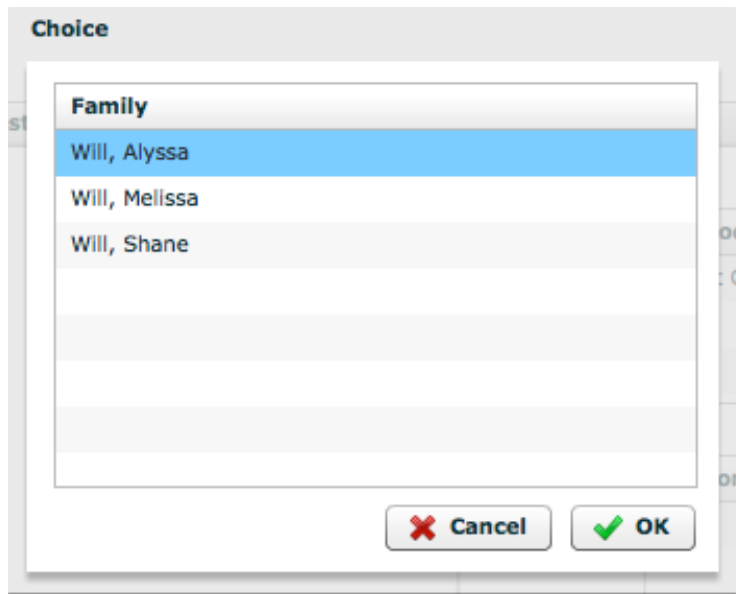 Choice
Family
Will, Alyssa
Will, Melissa
Will, Shane
Cancel
OK